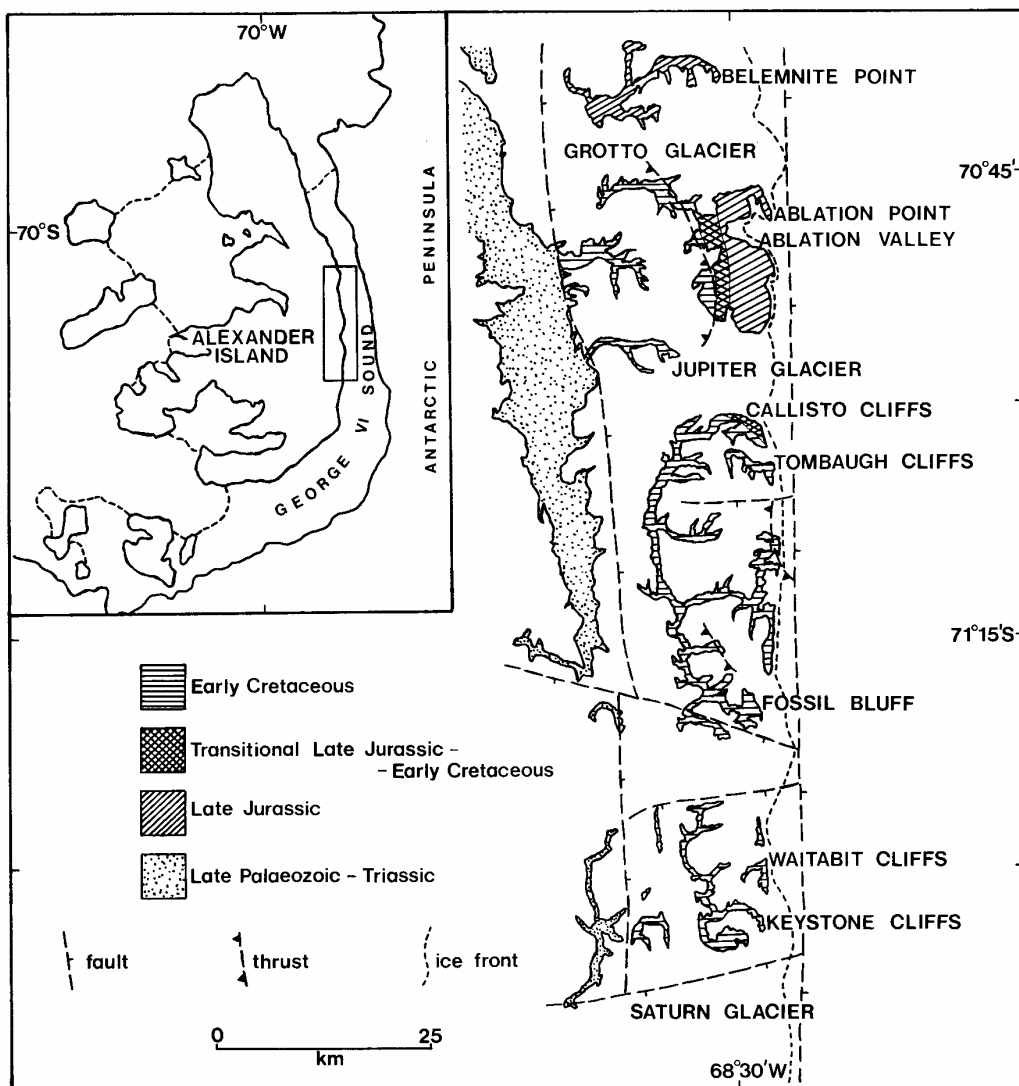 70°W
70°S
ALEXANDER
ISLAND
GEORGE VI SOUND
ANTARCTIC PENINSULA
BELEMNITE POINT
GROTTO GLACIER
70°45'
ABLATION POINT
ABLATION VALLEY
JUPITER GLACIER
CALLISTO CLIFFS
TOMBAUGH CLIFFS
71°15'S
FOSSIL BLUFF
WAITABIT CLIFFS
KEYSTONE CLIFFS
SATURN GLACIER
68°30'W
Early Cretaceous
Transitional Late Jurassic -
- Early Cretaceous
Late Jurassic
Late Palaeozoic - Triassic
fault
thrust
ice front
0 25
km